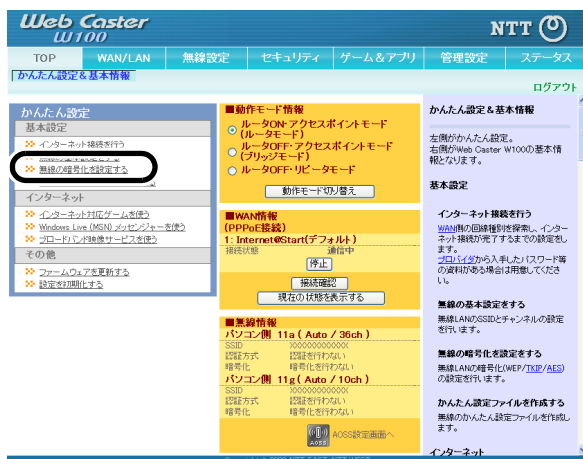 Web Caster
W100
NTT
TOP WAN/LAN 無線設定 セキュリティ ゲーム&アプリ 管理設定 ステータス
かんたん設定&基本情報
ログアウト
かんたん設定
基本設定
インターネット接続を行う
無線の暗号化を設定する
インターネット
インターネット対応ゲームを使う
Windows Live (MSN) メッセンジャーを使う
ブロードバンド映像サービスを使う
その他
ファームウェアを更新する
設定を初期化する
■動作モード情報
ルータON・アクセスポイントモード
(ルータモード)
ルータOFF・アクセスポイントモード
(ブリッジモード)
ルータOFF・リピータモード
動作モード切り替え
■WAN情報
(PPPoE接続)
1: Internet@Start(デフォルト)
接続状態 通信中
停止
接続確認
現在の状態を表示する
■無線情報
パソコン側 11a ( Auto / 36ch )
SSID XXXXXXXXXXXX
認証方式 認証を行わない
暗号化 暗号化を行わない
パソコン側 11g ( Auto / 10ch )
SSID XXXXXXXXXXXX
認証方式 認証を行わない
暗号化 暗号化を行わない
AOSS AOSS設定画面へ
かんたん設定&基本情報
左側がかんたん設定。
右側がWeb Caster W100の基本情
報となります。
基本設定
インターネット接続を行う
WAN側の回線種別を探索し、インター
ネット接続が完了するまでの設定をし
ます。
プロバイダから入手したパスワード等
の資料がある場合は用意してくださ
い。
無線の基本設定をする
無線LANのSSIDとチャンネルの設定
を行います。
無線の暗号化を設定をする
無線LANの暗号化(WEP/TKIP/AES)
の設定を行います。
かんたん設定ファイルを作成する
無線のかんたん設定ファイルを作成し
ます。
インターネット